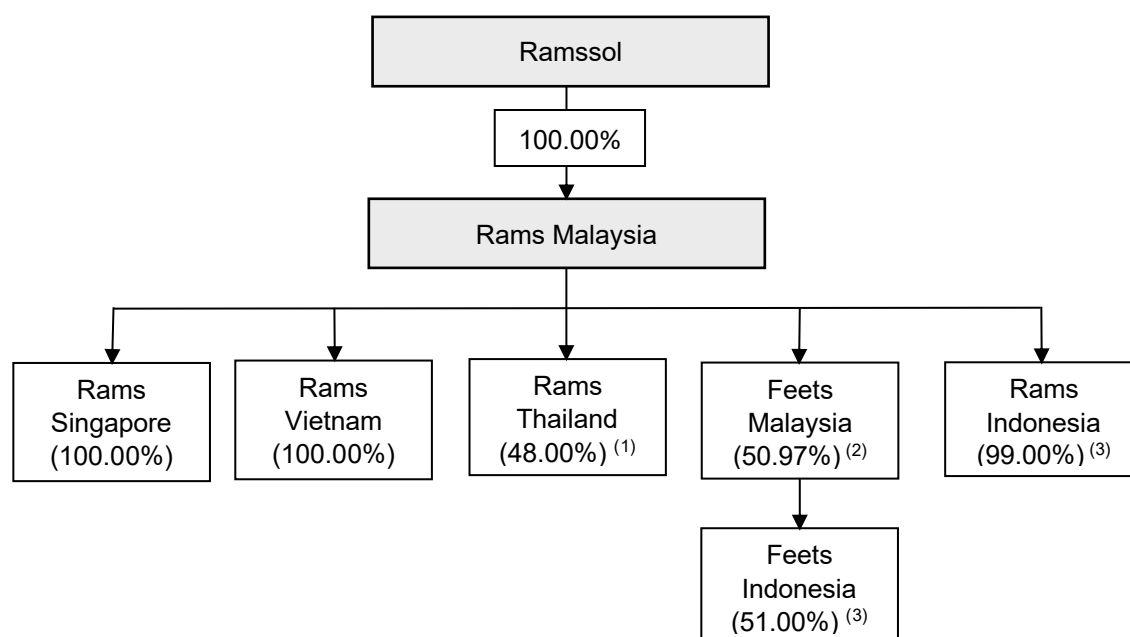 Ramssol
100.00%
Rams Malaysia
Rams
Singapore
(100.00%)
Rams
Vietnam
(100.00%)
Rams
Thailand
(48.00%) (1)
Feets
Malaysia
(50.97%) (2)
Rams
Indonesia
(99.00%) (3)
Feets
Indonesia
(51.00%) (3)